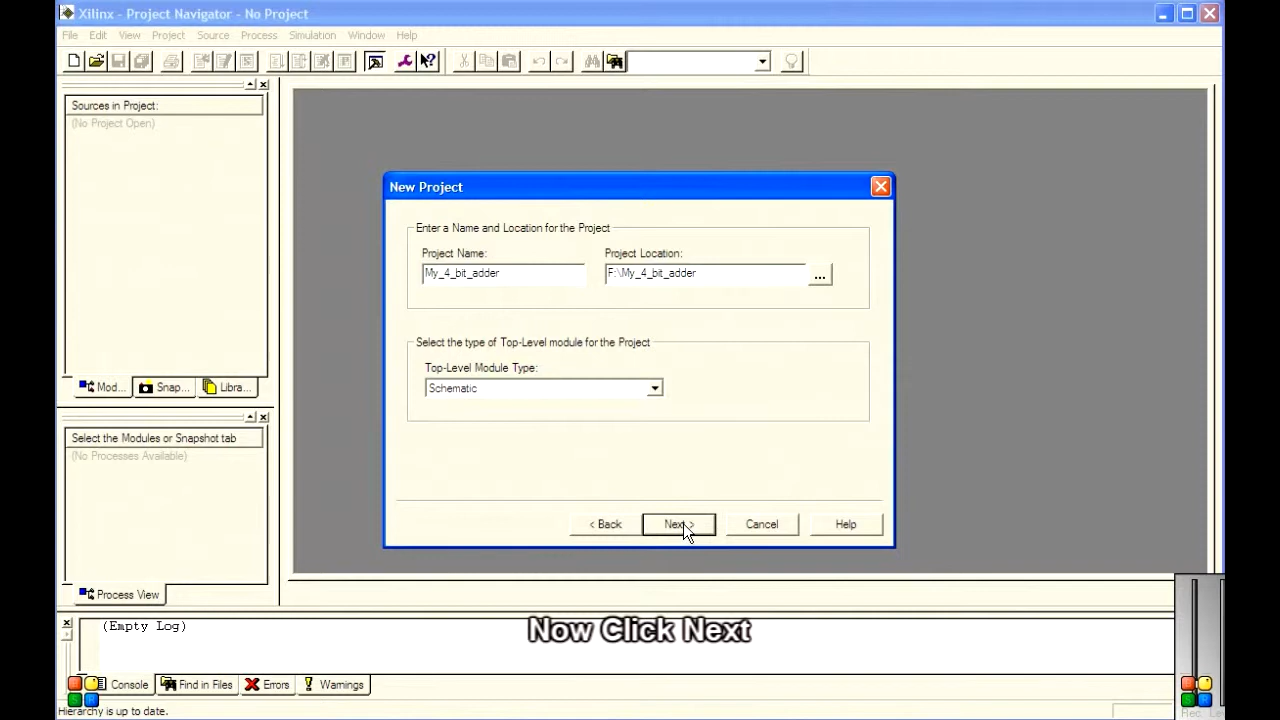 Xilinx - Project Navigator - No Project
File Edit View Project Source Process Simulation Window Help
Sources in Project:
(No Project Open)
Mod... Snap... Libra...
Select the Modules or Snapshot tab
(No Processes Available)
Process View
New Project
Enter a Name and Location for the Project
Project Name: Project Location:
My_4_bit_adder F:\My_4_bit_adder ...
Select the type of Top-Level module for the Project
Top-Level Module Type:
Schematic
< Back Next > Cancel Help
(Empty Log)
Now Click Next
Console Find in Files Errors Warnings
Hierarchy is up to date.